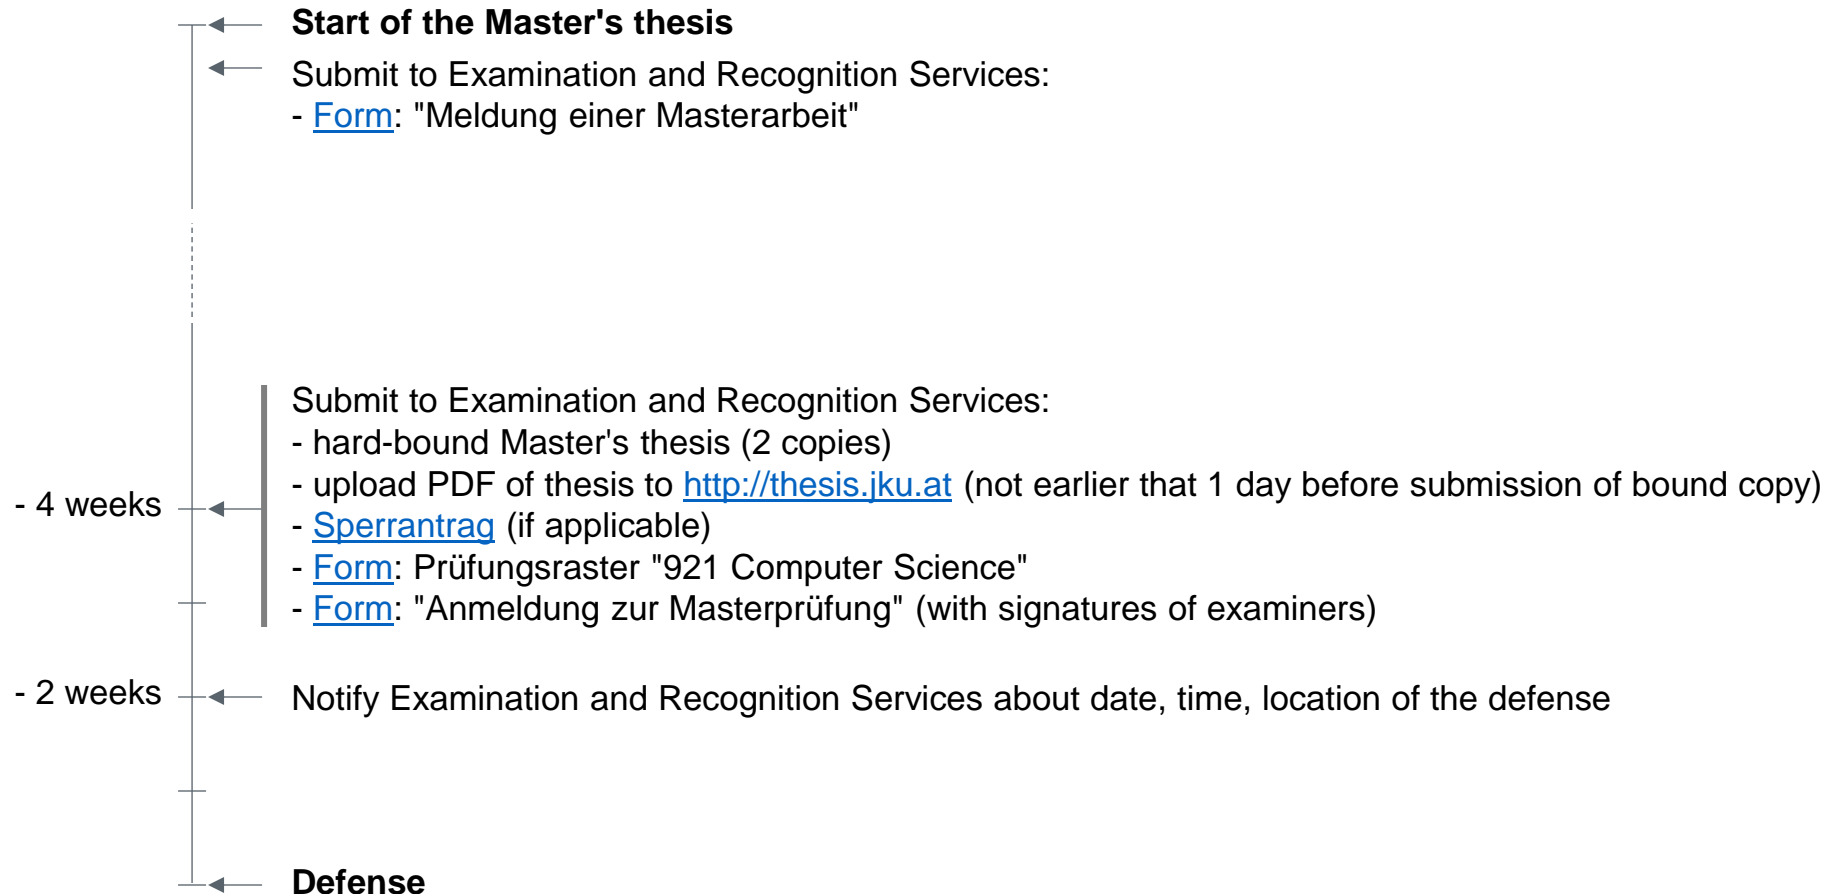 Start of the Master's thesis
Submit to Examination and Recognition Services:
- Form: "Meldung einer Masterarbeit"
Submit to Examination and Recognition Services:
- hard-bound Master's thesis (2 copies)
- upload PDF of thesis to http://thesis.jku.at (not earlier that 1 day before submission of bound copy)
- 4 weeks
- Sperrantrag (if applicable)
- Form: Prüfungsraster "921 Computer Science"
- Form: "Anmeldung zur Masterprüfung" (with signatures of examiners)
- 2 weeks
Notify Examination and Recognition Services about date, time, location of the defense
Defense